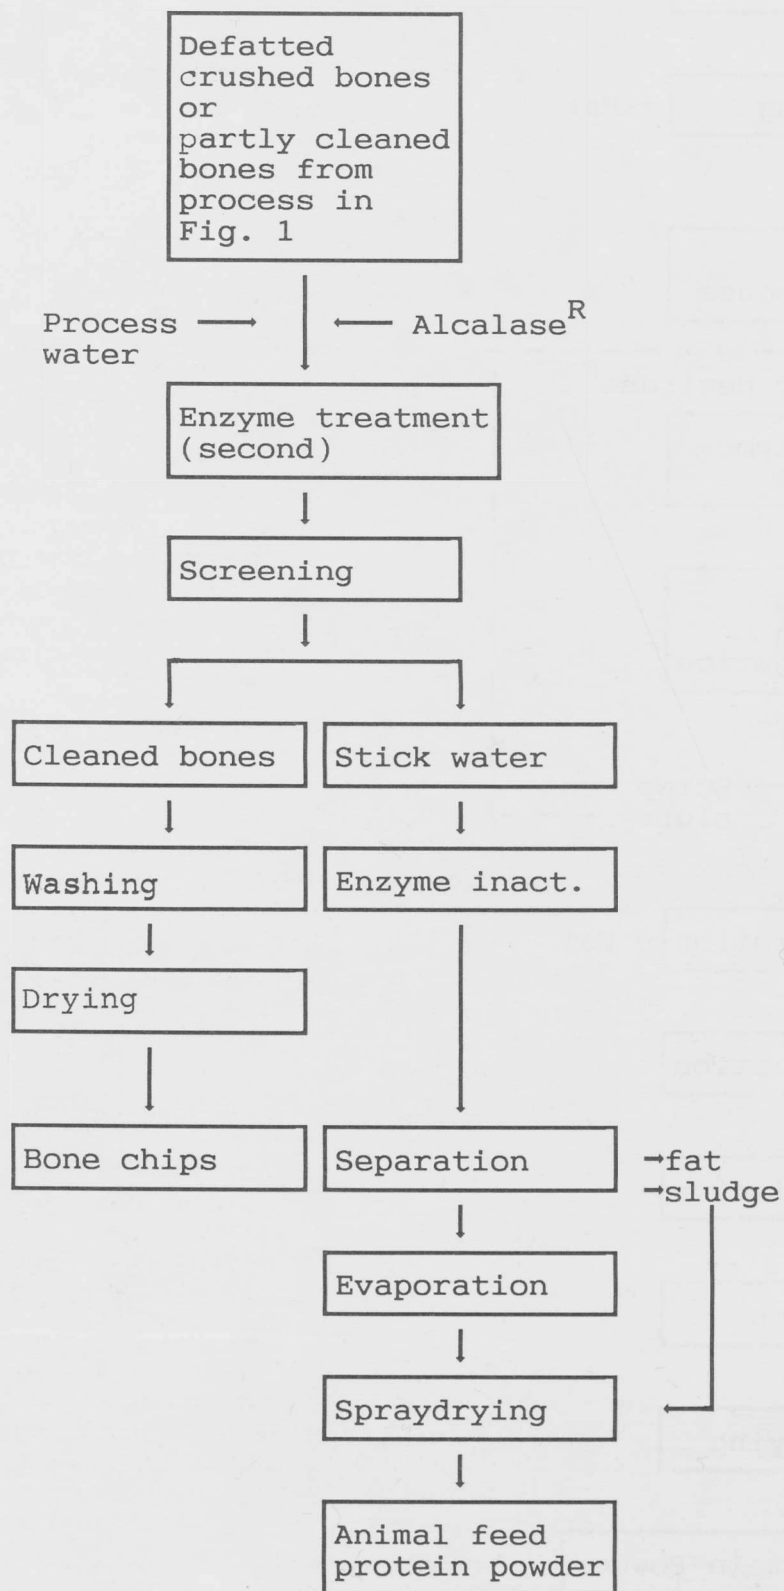 Defatted
crushed bones
or
partly cleaned
bones from
process in
Fig. 1
Process
water
Alcalase^R
Enzyme treatment
(second)
Screening
Cleaned bones
Stick water
Washing
Enzyme inact.
Drying
Bone chips
Separation
fat
sludge
Evaporation
Spraydrying
Animal feed
protein powder